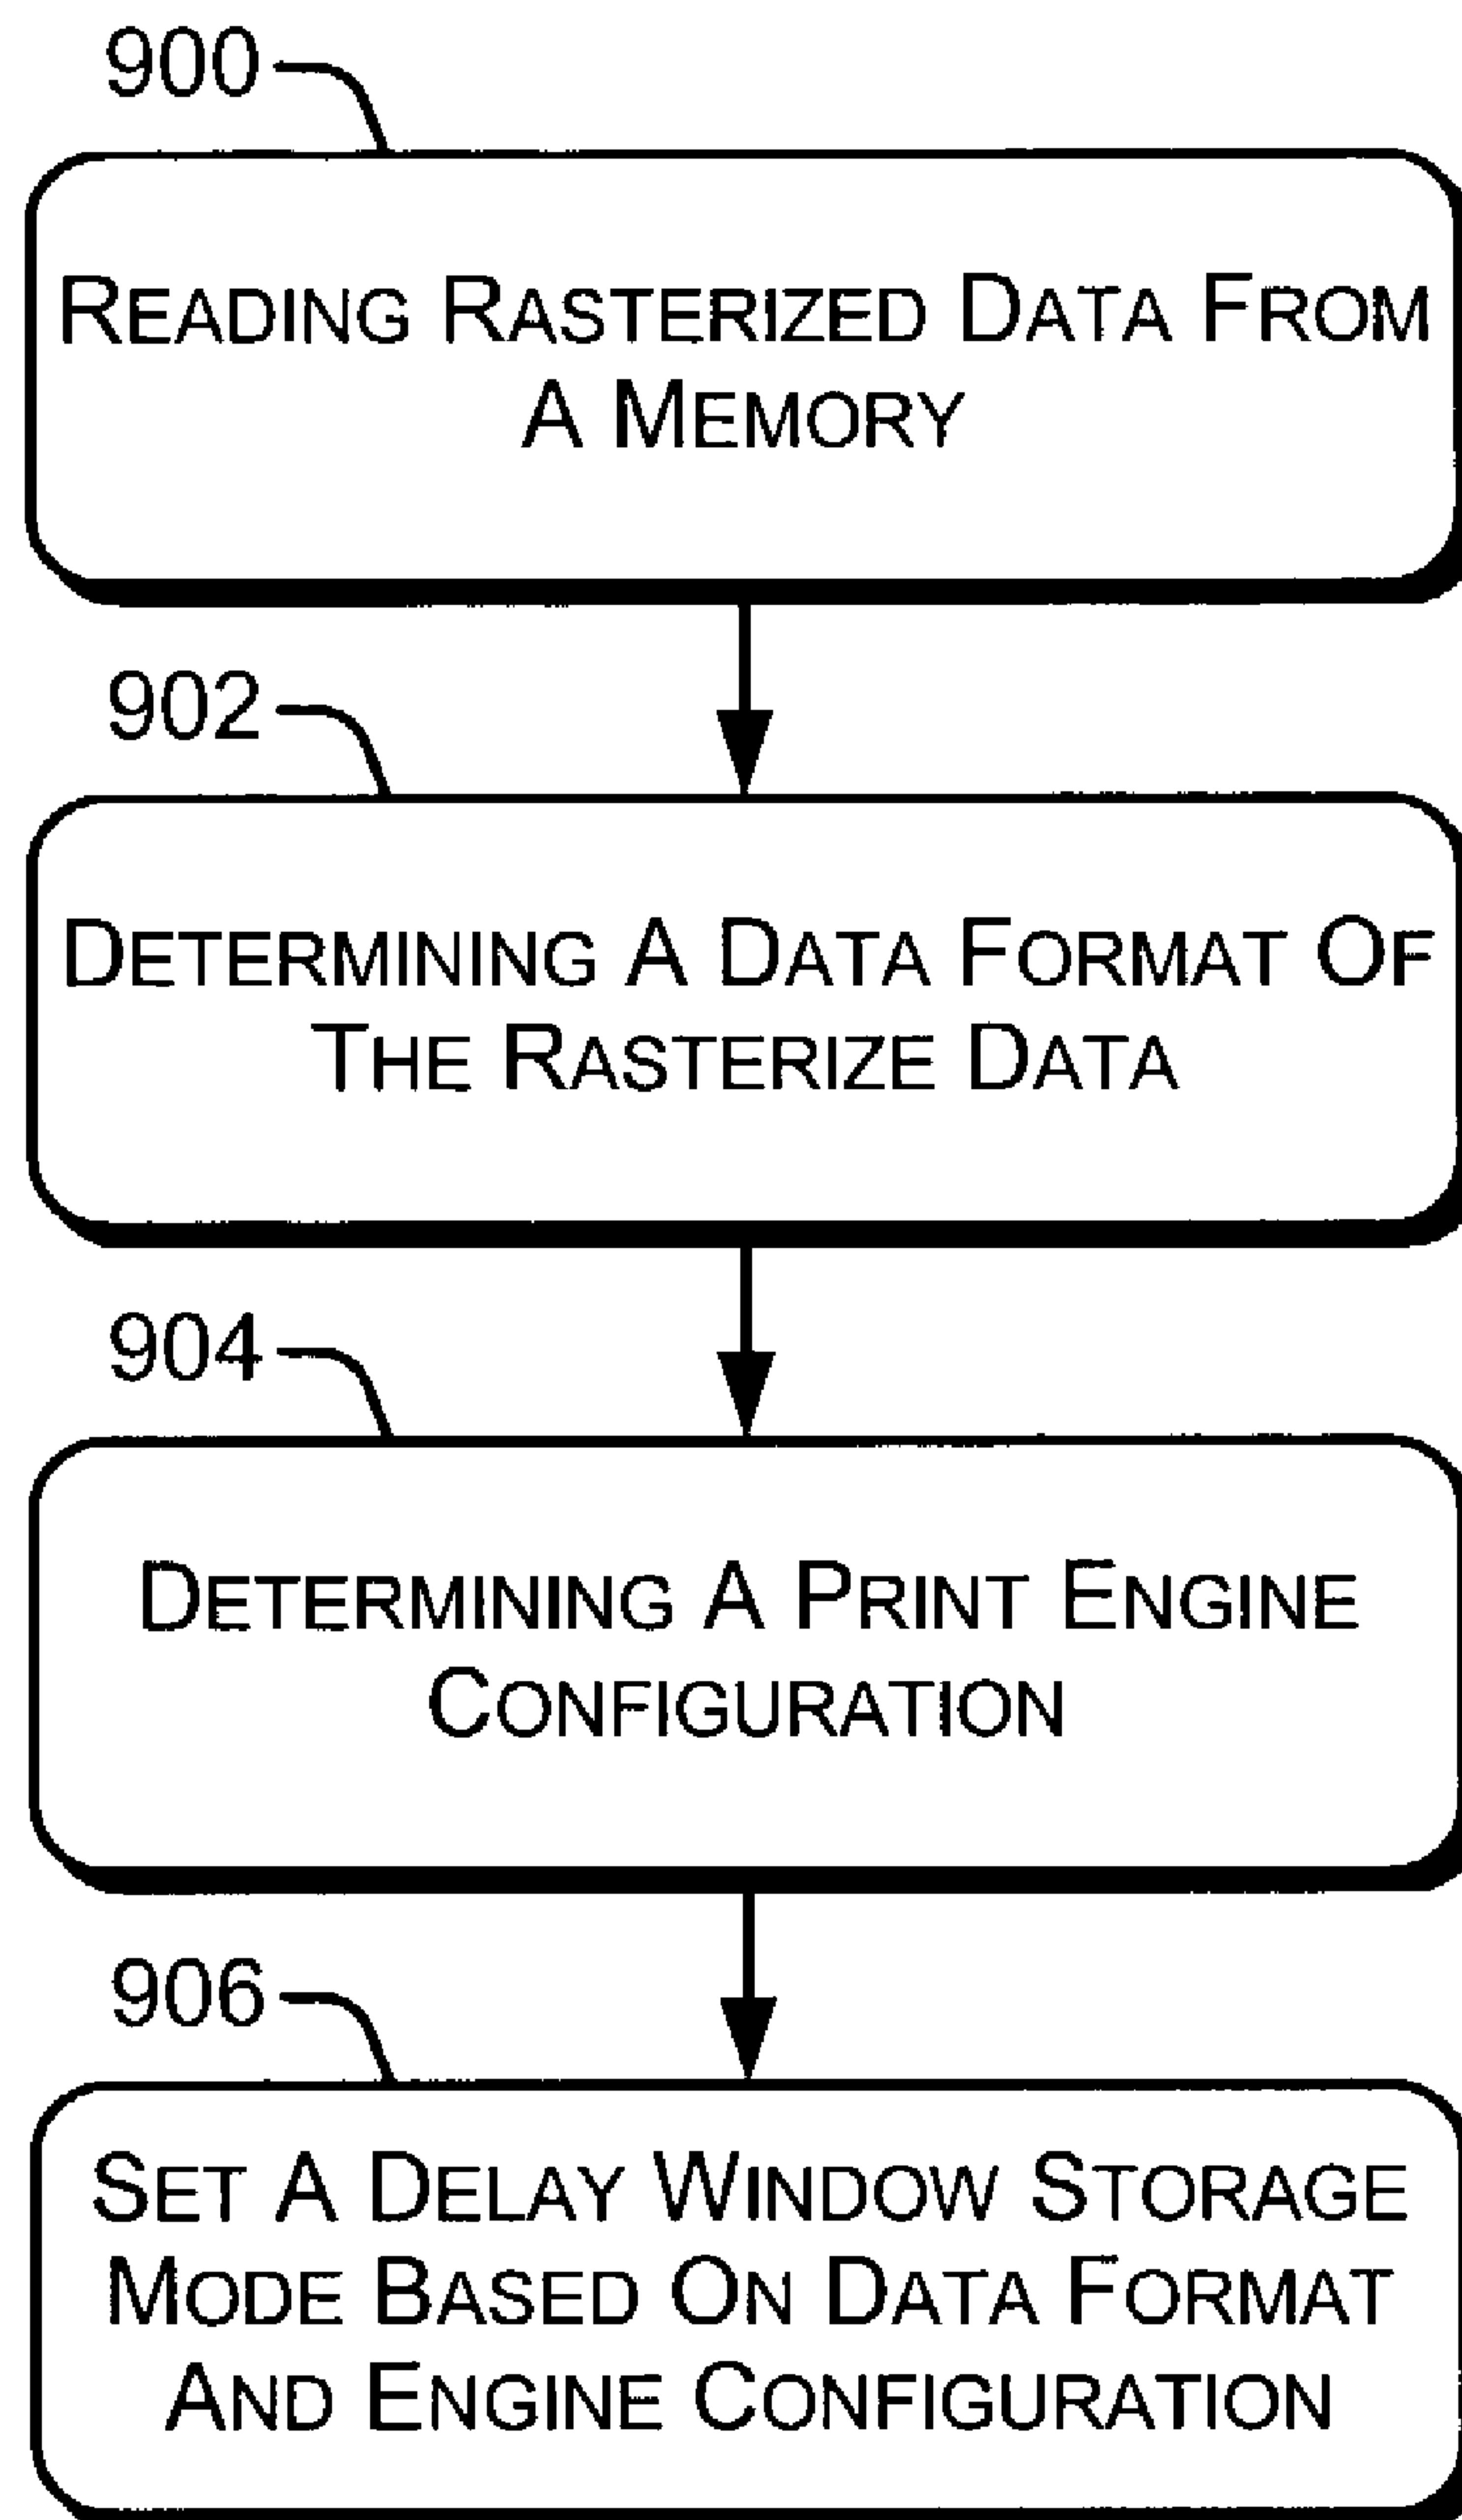 900
READING RASTERIZED DATA FROM
A MEMORY
902
DETERMINING A DATA FORMAT OF
THE RASTERIZE DATA
904
DETERMINING A PRINT ENGINE
CONFIGURATION
906
SET A DELAY WINDOW STORAGE
MODE BASED ON DATA FORMAT
AND ENGINE CONFIGURATION